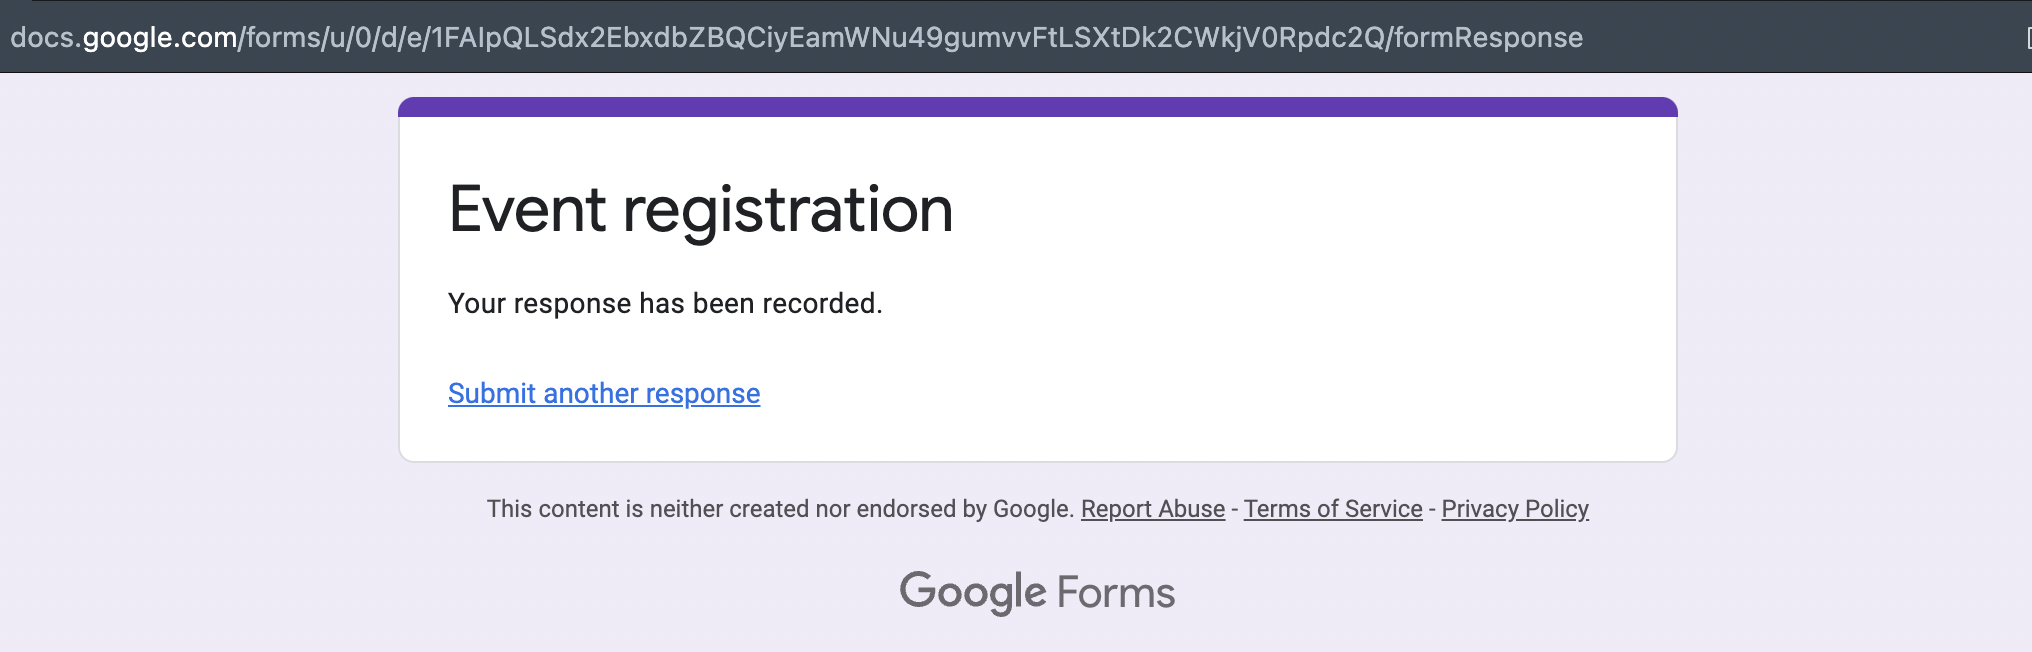 docs.google.com/forms/u/0/d/e/1FAIpQLSdx2EbxdbZBQCiyEamWNu49gumvvFtLSXtDk2CWkjV0Rpdc2Q/formResponse
Event registration
Your response has been recorded.
Submit another response
This content is neither created nor endorsed by Google. Report Abuse - Terms of Service - Privacy Policy
Google Forms